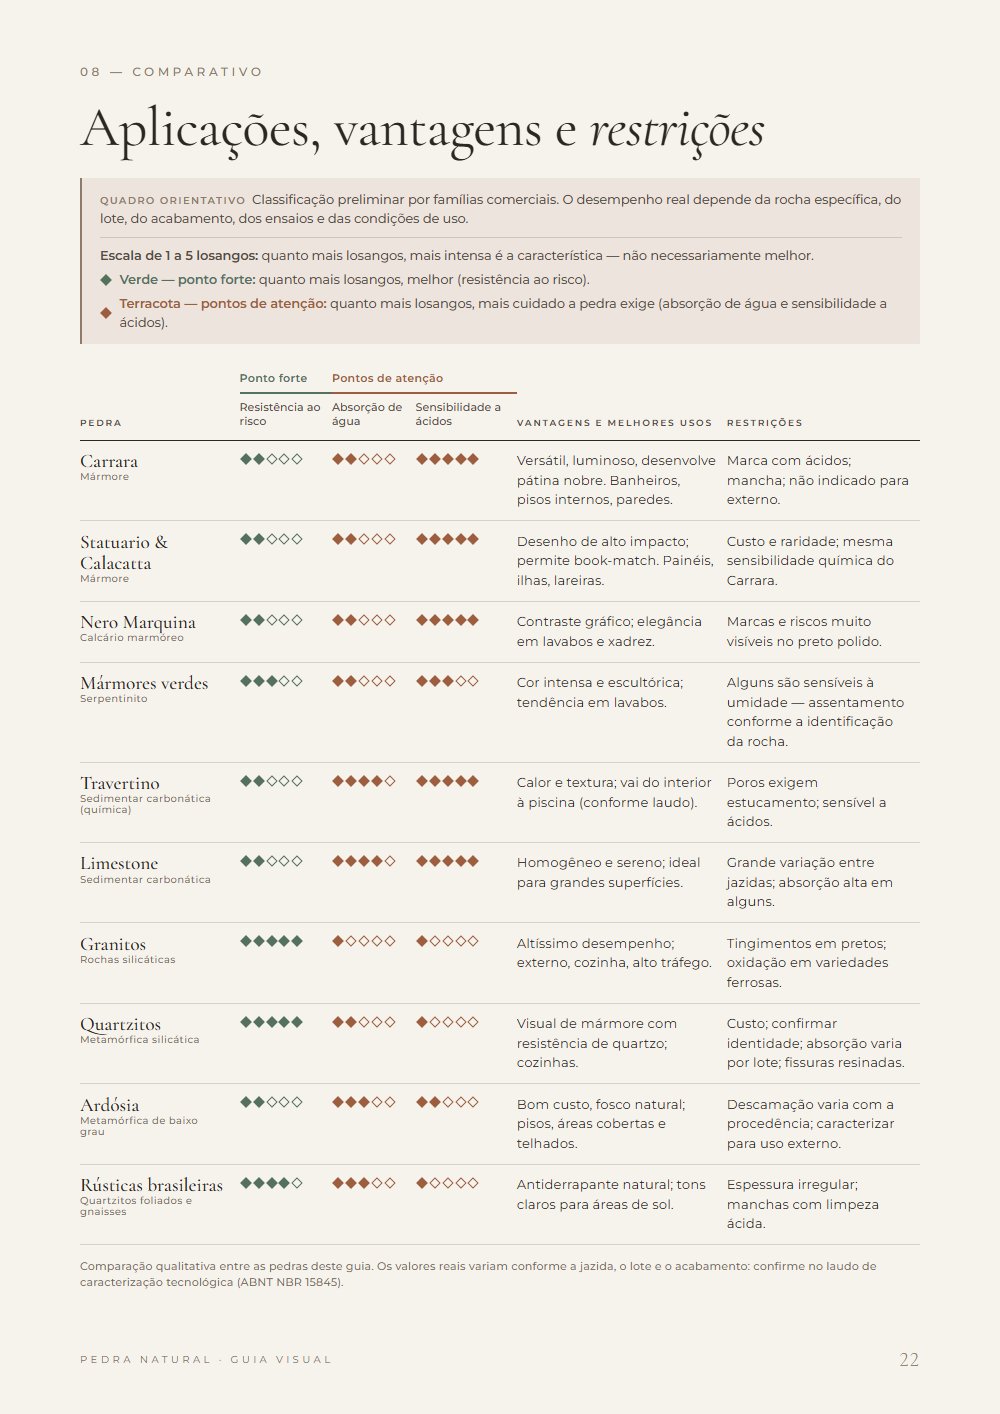 08 — COMPARATIVO
Aplicações, vantagens e restrições
QUADRO ORIENTATIVO Classificação preliminar por famílias comerciais. O desempenho real depende da rocha específica, do
lote, do acabamento, dos ensaios e das condições de uso.
Escala de 1 a 5 losangos: quanto mais losangos, mais intensa é a característica — não necessariamente melhor.
◆ Verde — ponto forte: quanto mais losangos, melhor (resistência ao risco).
◆ Terracota — pontos de atenção: quanto mais losangos, mais cuidado a pedra exige (absorção de água e sensibilidade a
ácidos).
Ponto forte Pontos de atenção
PEDRA
Resistência ao
risco
Absorção de
água
Sensibilidade a
ácidos
VANTAGENS E MELHORES USOS
RESTRIÇÕES
Carrara
Mármore
◆◆◇◇◇ ◆◆◇◇◇ ◆◆◆◆◆
Versátil, luminoso, desenvolve
pátina nobre. Banheiros,
pisos internos, paredes.
Marca com ácidos;
mancha; não indicado para
externo.
Statuario &
Calacatta
Mármore
◆◆◇◇◇ ◆◆◇◇◇ ◆◆◆◆◆
Desenho de alto impacto;
permite book-match. Painéis,
ilhas, lareiras.
Custo e raridade; mesma
sensibilidade química do
Carrara.
Nero Marquina
Calcário marmóreo
◆◆◇◇◇ ◆◆◇◇◇ ◆◆◆◆◆
Contraste gráfico; elegância
em lavabos e xadrez.
Marcas e riscos muito
visíveis no preto polido.
Mármores verdes
Serpentinito
◆◆◆◇◇ ◆◆◇◇◇ ◆◆◆◇◇
Cor intensa e escultórica;
tendência em lavabos.
Alguns são sensíveis à
umidade — assentamento
conforme a identificação
da rocha.
Travertino
Sedimentar carbonática
(química)
◆◆◇◇◇ ◆◆◆◆◇ ◆◆◆◆◆
Calor e textura; vai do interior
à piscina (conforme laudo).
Poros exigem
estucamento; sensível a
ácidos.
Limestone
Sedimentar carbonática
◆◆◇◇◇ ◆◆◆◆◇ ◆◆◆◆◆
Homogêneo e sereno; ideal
para grandes superfícies.
Grande variação entre
jazidas; absorção alta em
alguns.
Granitos
Rochas silicáticas
◆◆◆◆◆ ◆◇◇◇◇ ◆◇◇◇◇
Altíssimo desempenho;
externo, cozinha, alto tráfego.
Tingimentos em pretos;
oxidação em variedades
ferrosas.
Quartzitos
Metamórfica silicática
◆◆◆◆◆ ◆◆◇◇◇ ◆◇◇◇◇
Visual de mármore com
resistência de quartzo;
cozinhas.
Custo; confirmar
identidade; absorção varia
por lote; fissuras resinadas.
Ardósia
Metamórfica de baixo
grau
◆◆◇◇◇ ◆◆◆◇◇ ◆◆◇◇◇
Bom custo, fosco natural;
pisos, áreas cobertas e
telhados.
Descamação varia com a
procedência; caracterizar
para uso externo.
Rústicas brasileiras
Quartzitos foliados e
gnaisses
◆◆◆◆◇ ◆◆◆◇◇ ◆◇◇◇◇
Antiderrapante natural; tons
claros para áreas de sol.
Espessura irregular;
manchas com limpeza
ácida.
Comparação qualitativa entre as pedras deste guia. Os valores reais variam conforme a jazida, o lote e o acabamento: confirme no laudo de
caracterização tecnológica (ABNT NBR 15845).
PEDRA NATURAL · GUIA VISUAL
22